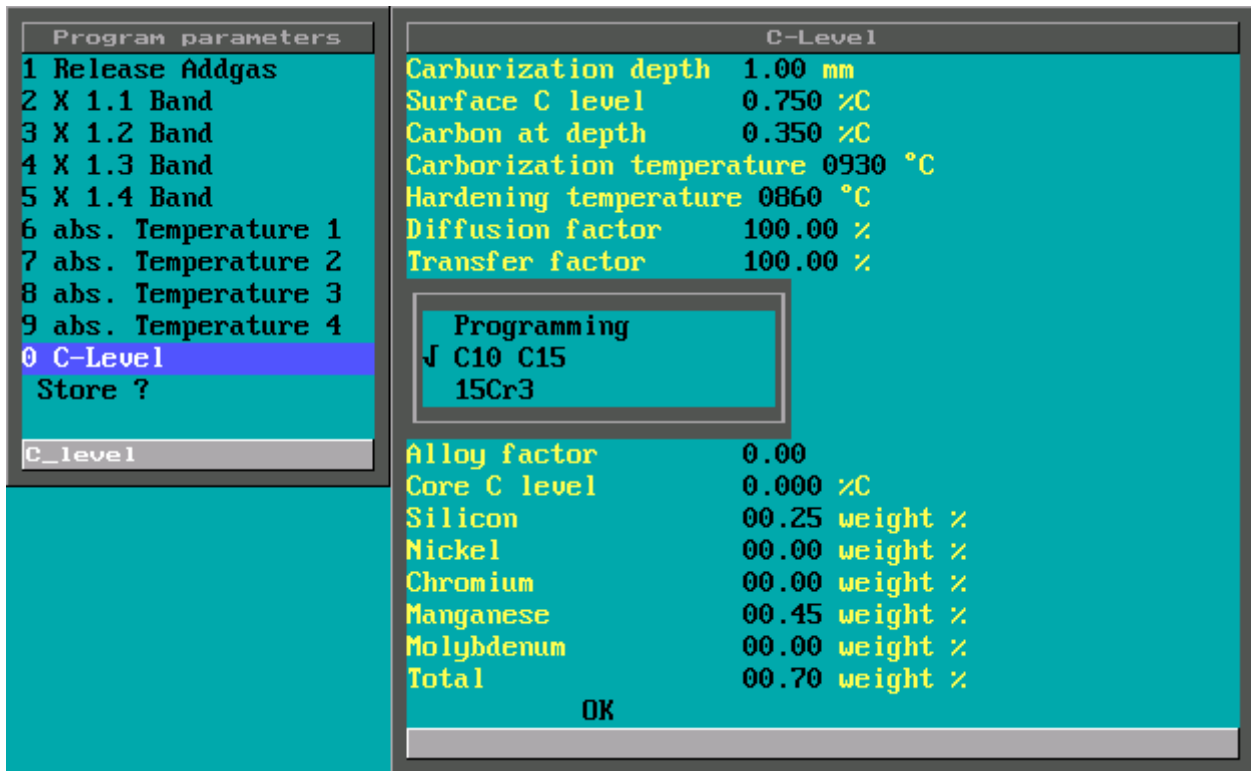 Program parameters
1 Release Addgas
2 X 1.1 Band
3 X 1.2 Band
4 X 1.3 Band
5 X 1.4 Band
6 abs. Temperature 1
7 abs. Temperature 2
8 abs. Temperature 3
9 abs. Temperature 4
0 C-Level
Store ?
C_level
C-Level
Carburization depth 1.00 mm
Surface C level 0.750 %C
Carbon at depth 0.350 %C
Carborization temperature 0930 °C
Hardening temperature 0860 °C
Diffusion factor 100.00 %
Transfer factor 100.00 %
Programming
√ C10 C15
15Cr3
Alloy factor 0.00
Core C level 0.000 %C
Silicon 00.25 weight %
Nickel 00.00 weight %
Chromium 00.00 weight %
Manganese 00.45 weight %
Molybdenum 00.00 weight %
Total 00.70 weight %
OK